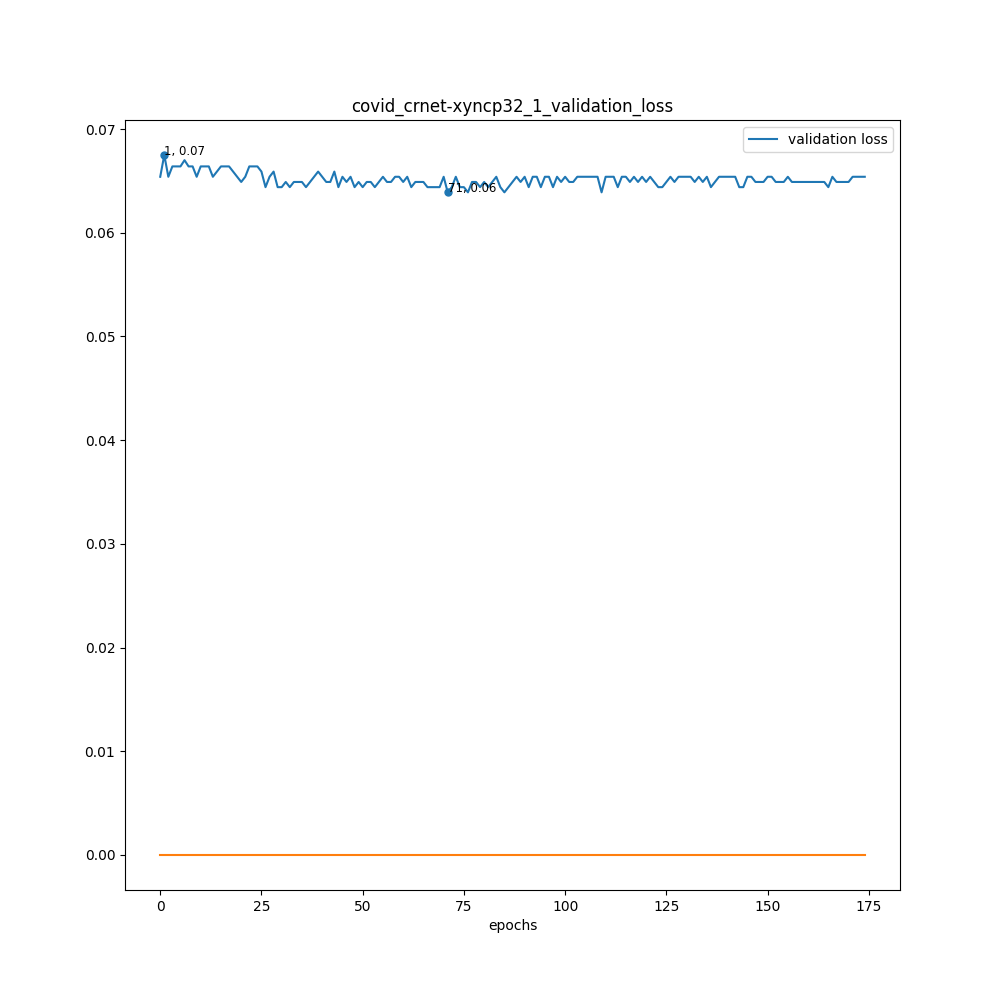 covid_crnet-xyncp32_1_validation_loss
0.07
validation loss
1, 0.07
71, 0.06
0.06
0.05
0.04
0.03
0.02
0.01
0.00
0 25 50 75 100 125 150 175
epochs